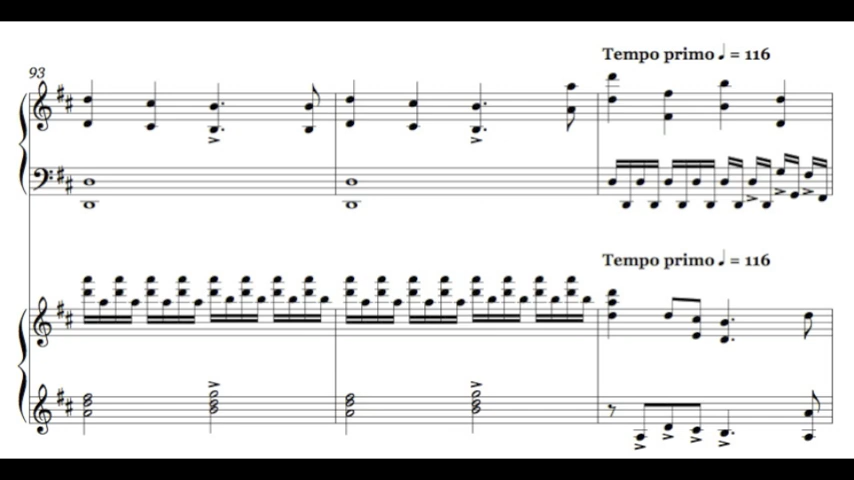 Tempo primo ♩ = 116
93
Tempo primo ♩ = 116